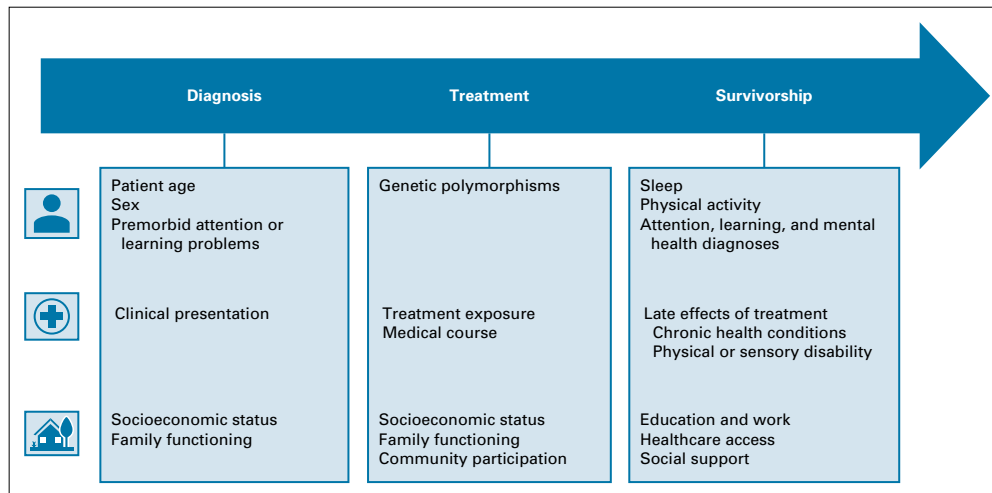 Diagnosis
Treatment
Survivorship
Patient age
Sex
Premorbid attention or
learning problems
Genetic polymorphisms
Sleep
Physical activity
Attention, learning, and mental
health diagnoses
Clinical presentation
Treatment exposure
Medical course
Late effects of treatment
Chronic health conditions
Physical or sensory disability
Socioeconomic status
Family functioning
Socioeconomic status
Family functioning
Community participation
Education and work
Healthcare access
Social support